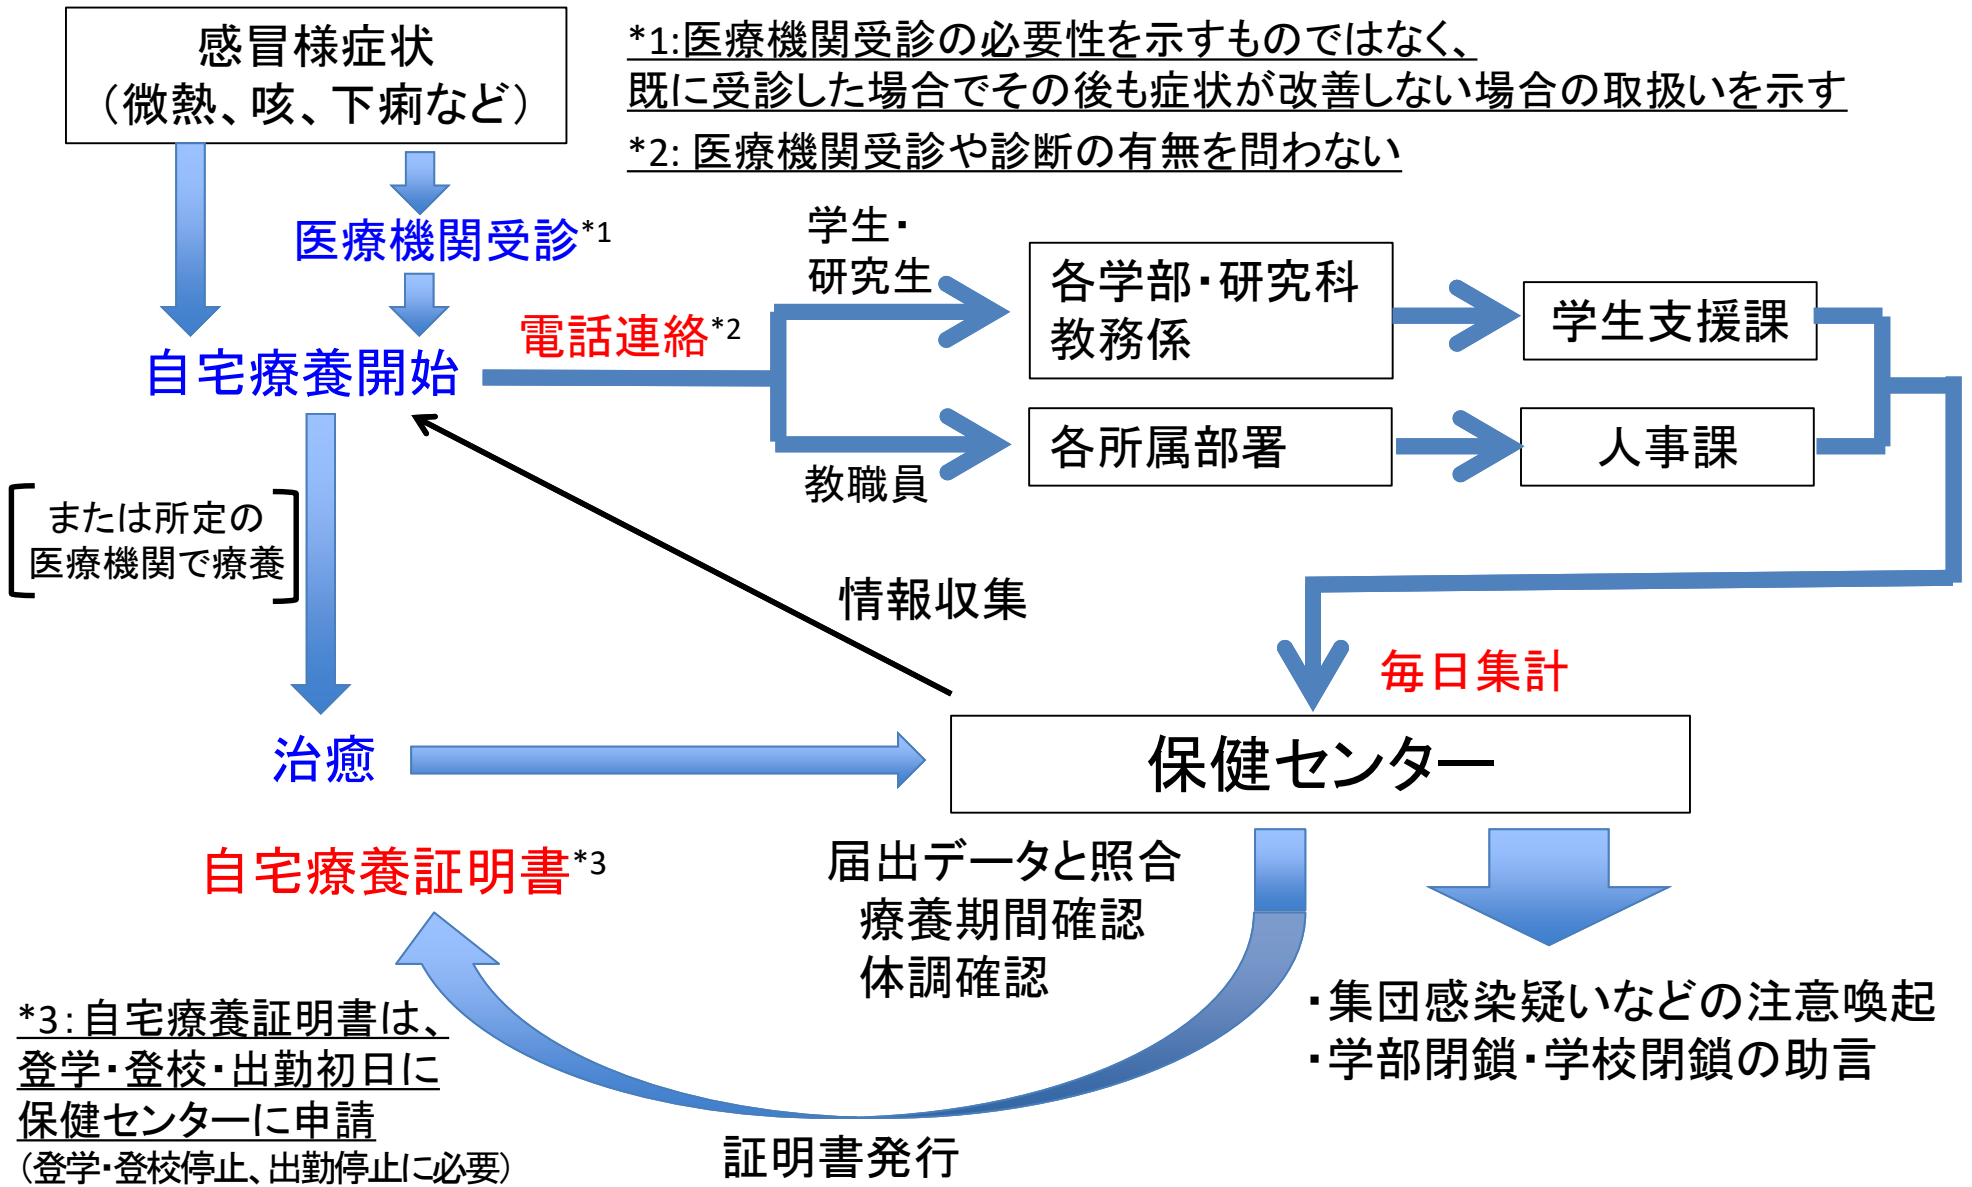 感冒様症状
（微熱、咳、下痢など）
*1:医療機関受診の必要性を示すものではなく、
既に受診した場合でその後も症状が改善しない場合の取扱いを示す
*2: 医療機関受診や診断の有無を問わない
医療機関受診*1
学生・
研究生
各学部・研究科
教務係
学生支援課
電話連絡*2
自宅療養開始
各所属部署
人事課
教職員
または所定の
医療機関で療養
情報収集
毎日集計
治癒
保健センター
自宅療養証明書*3
届出データと照合
療養期間確認
体調確認
・集団感染疑いなどの注意喚起
・学部閉鎖・学校閉鎖の助言
*3：自宅療養証明書は、
登学・登校・出勤初日に
保健センターに申請
（登学・登校停止、出勤停止に必要）
証明書発行